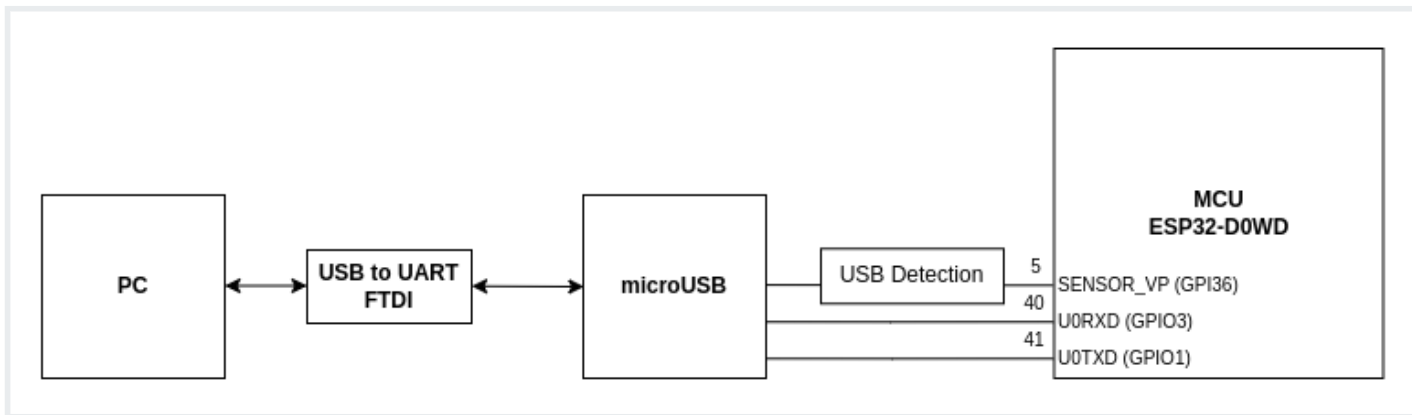 PC
USB to UART
FTDI
microUSB
USB Detection
5
40
41
MCU
ESP32-D0WD
SENSOR_VP (GPI36)
U0RXD (GPIO3)
U0TXD (GPIO1)